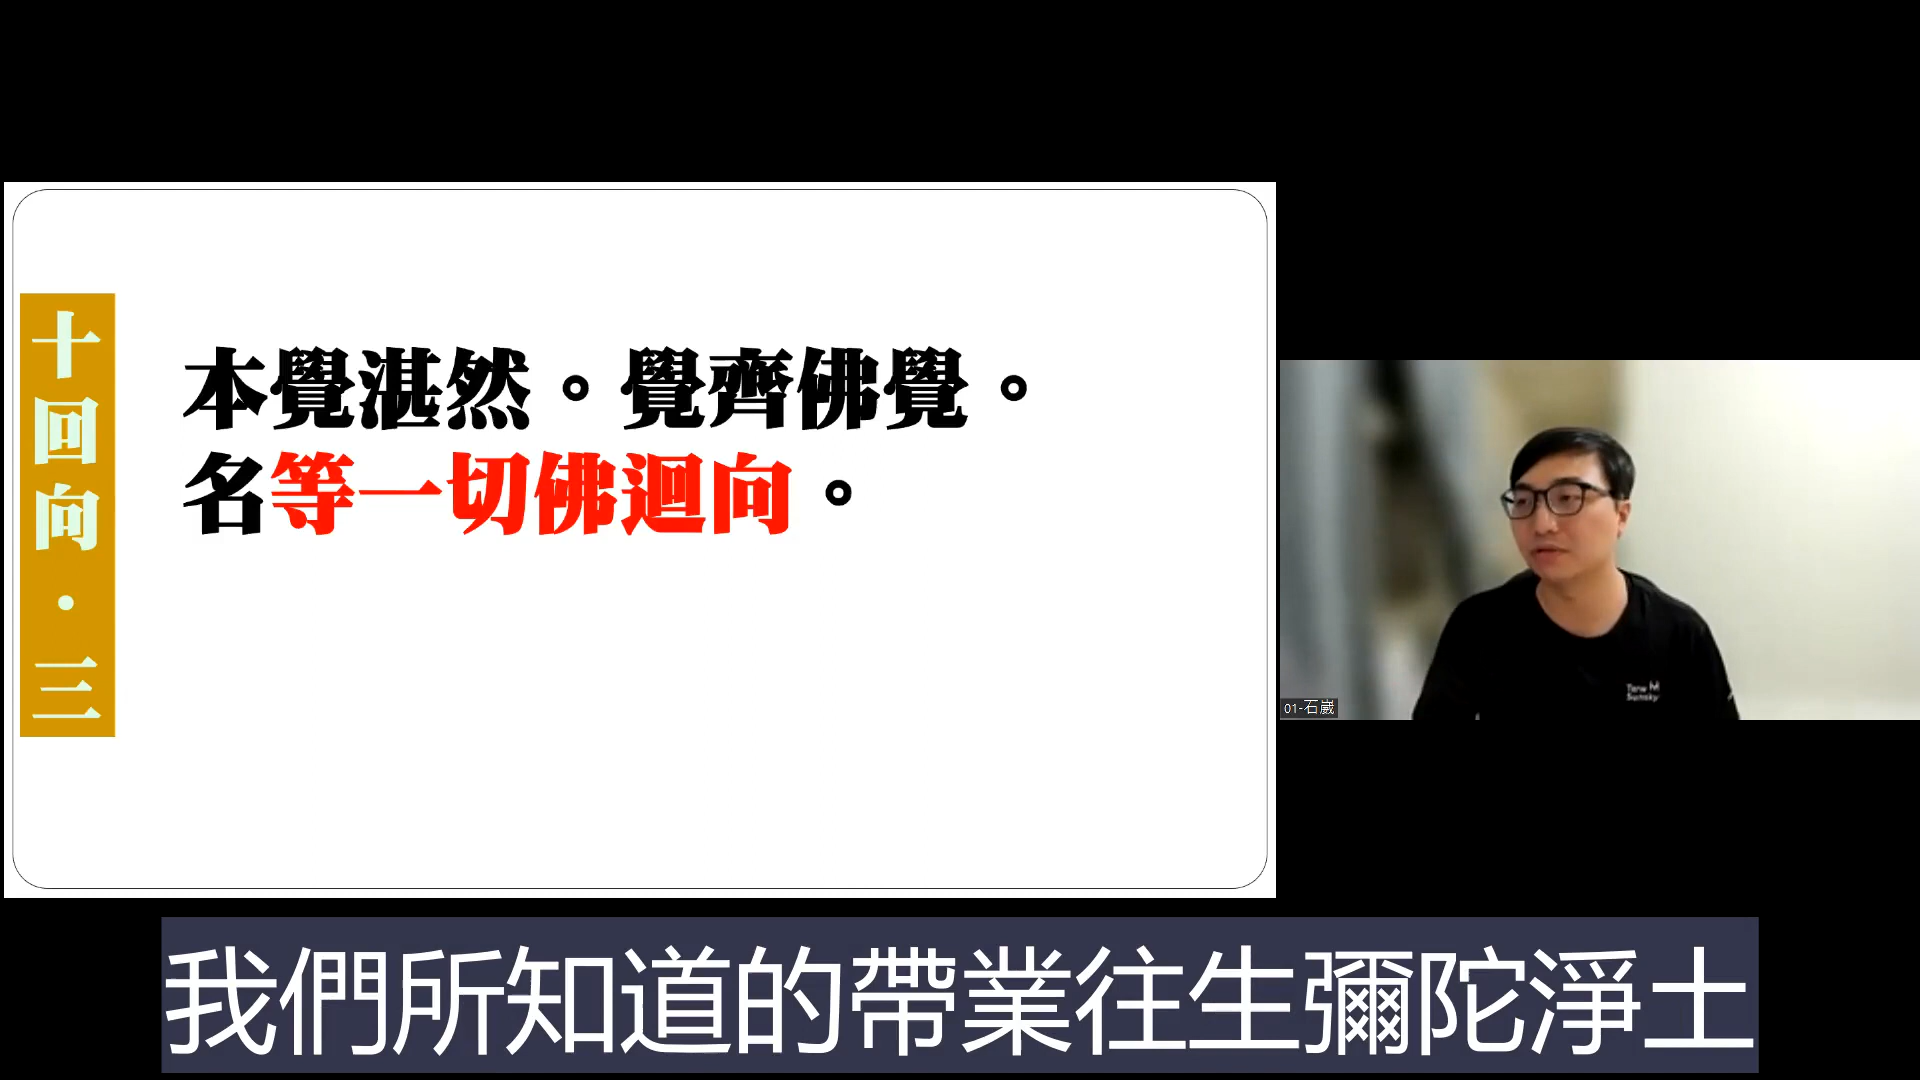 十回向・三
本覺湛然。覺齊佛覺。
名等一切佛迴向。
01-石崴
我們所知道的帶業往生彌陀淨土